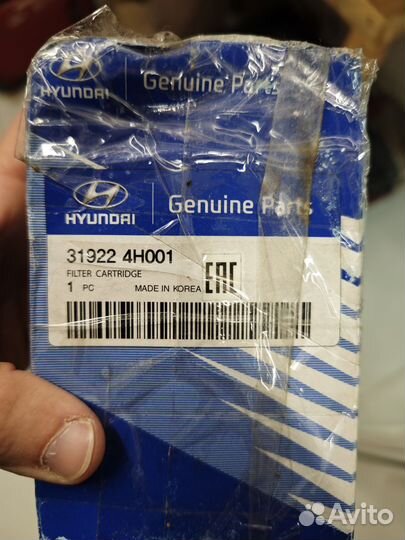 HYUNDAI
Genuine Parts
HYUNDAI
Genuine Parts
31922 4H001
FILTER CARTRIDGE
1 PC MADE IN KOREA EAC
Avito